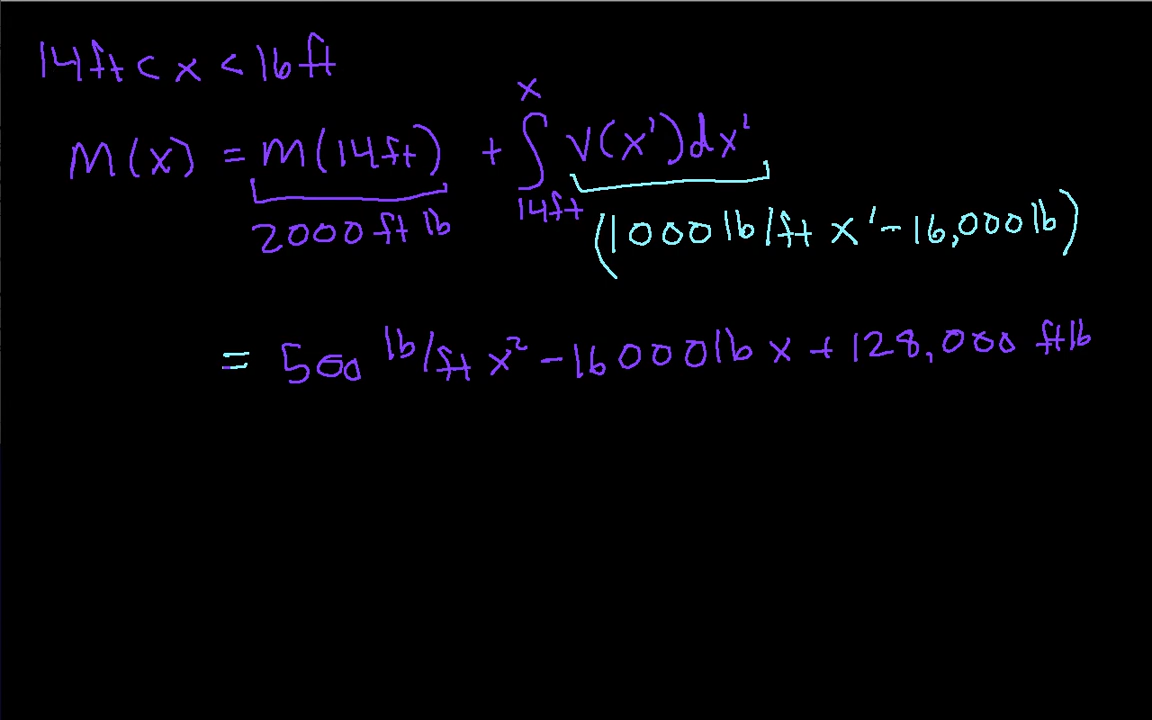 14ft < x < 16ft
x
M(x) = M(14ft) + ∫ V(x')dx'
14ft
2000 ft lb (1000 lb/ft x' - 16,000 lb)
= 500 lb/ft x² - 16000 lb x + 128,000 ft lb